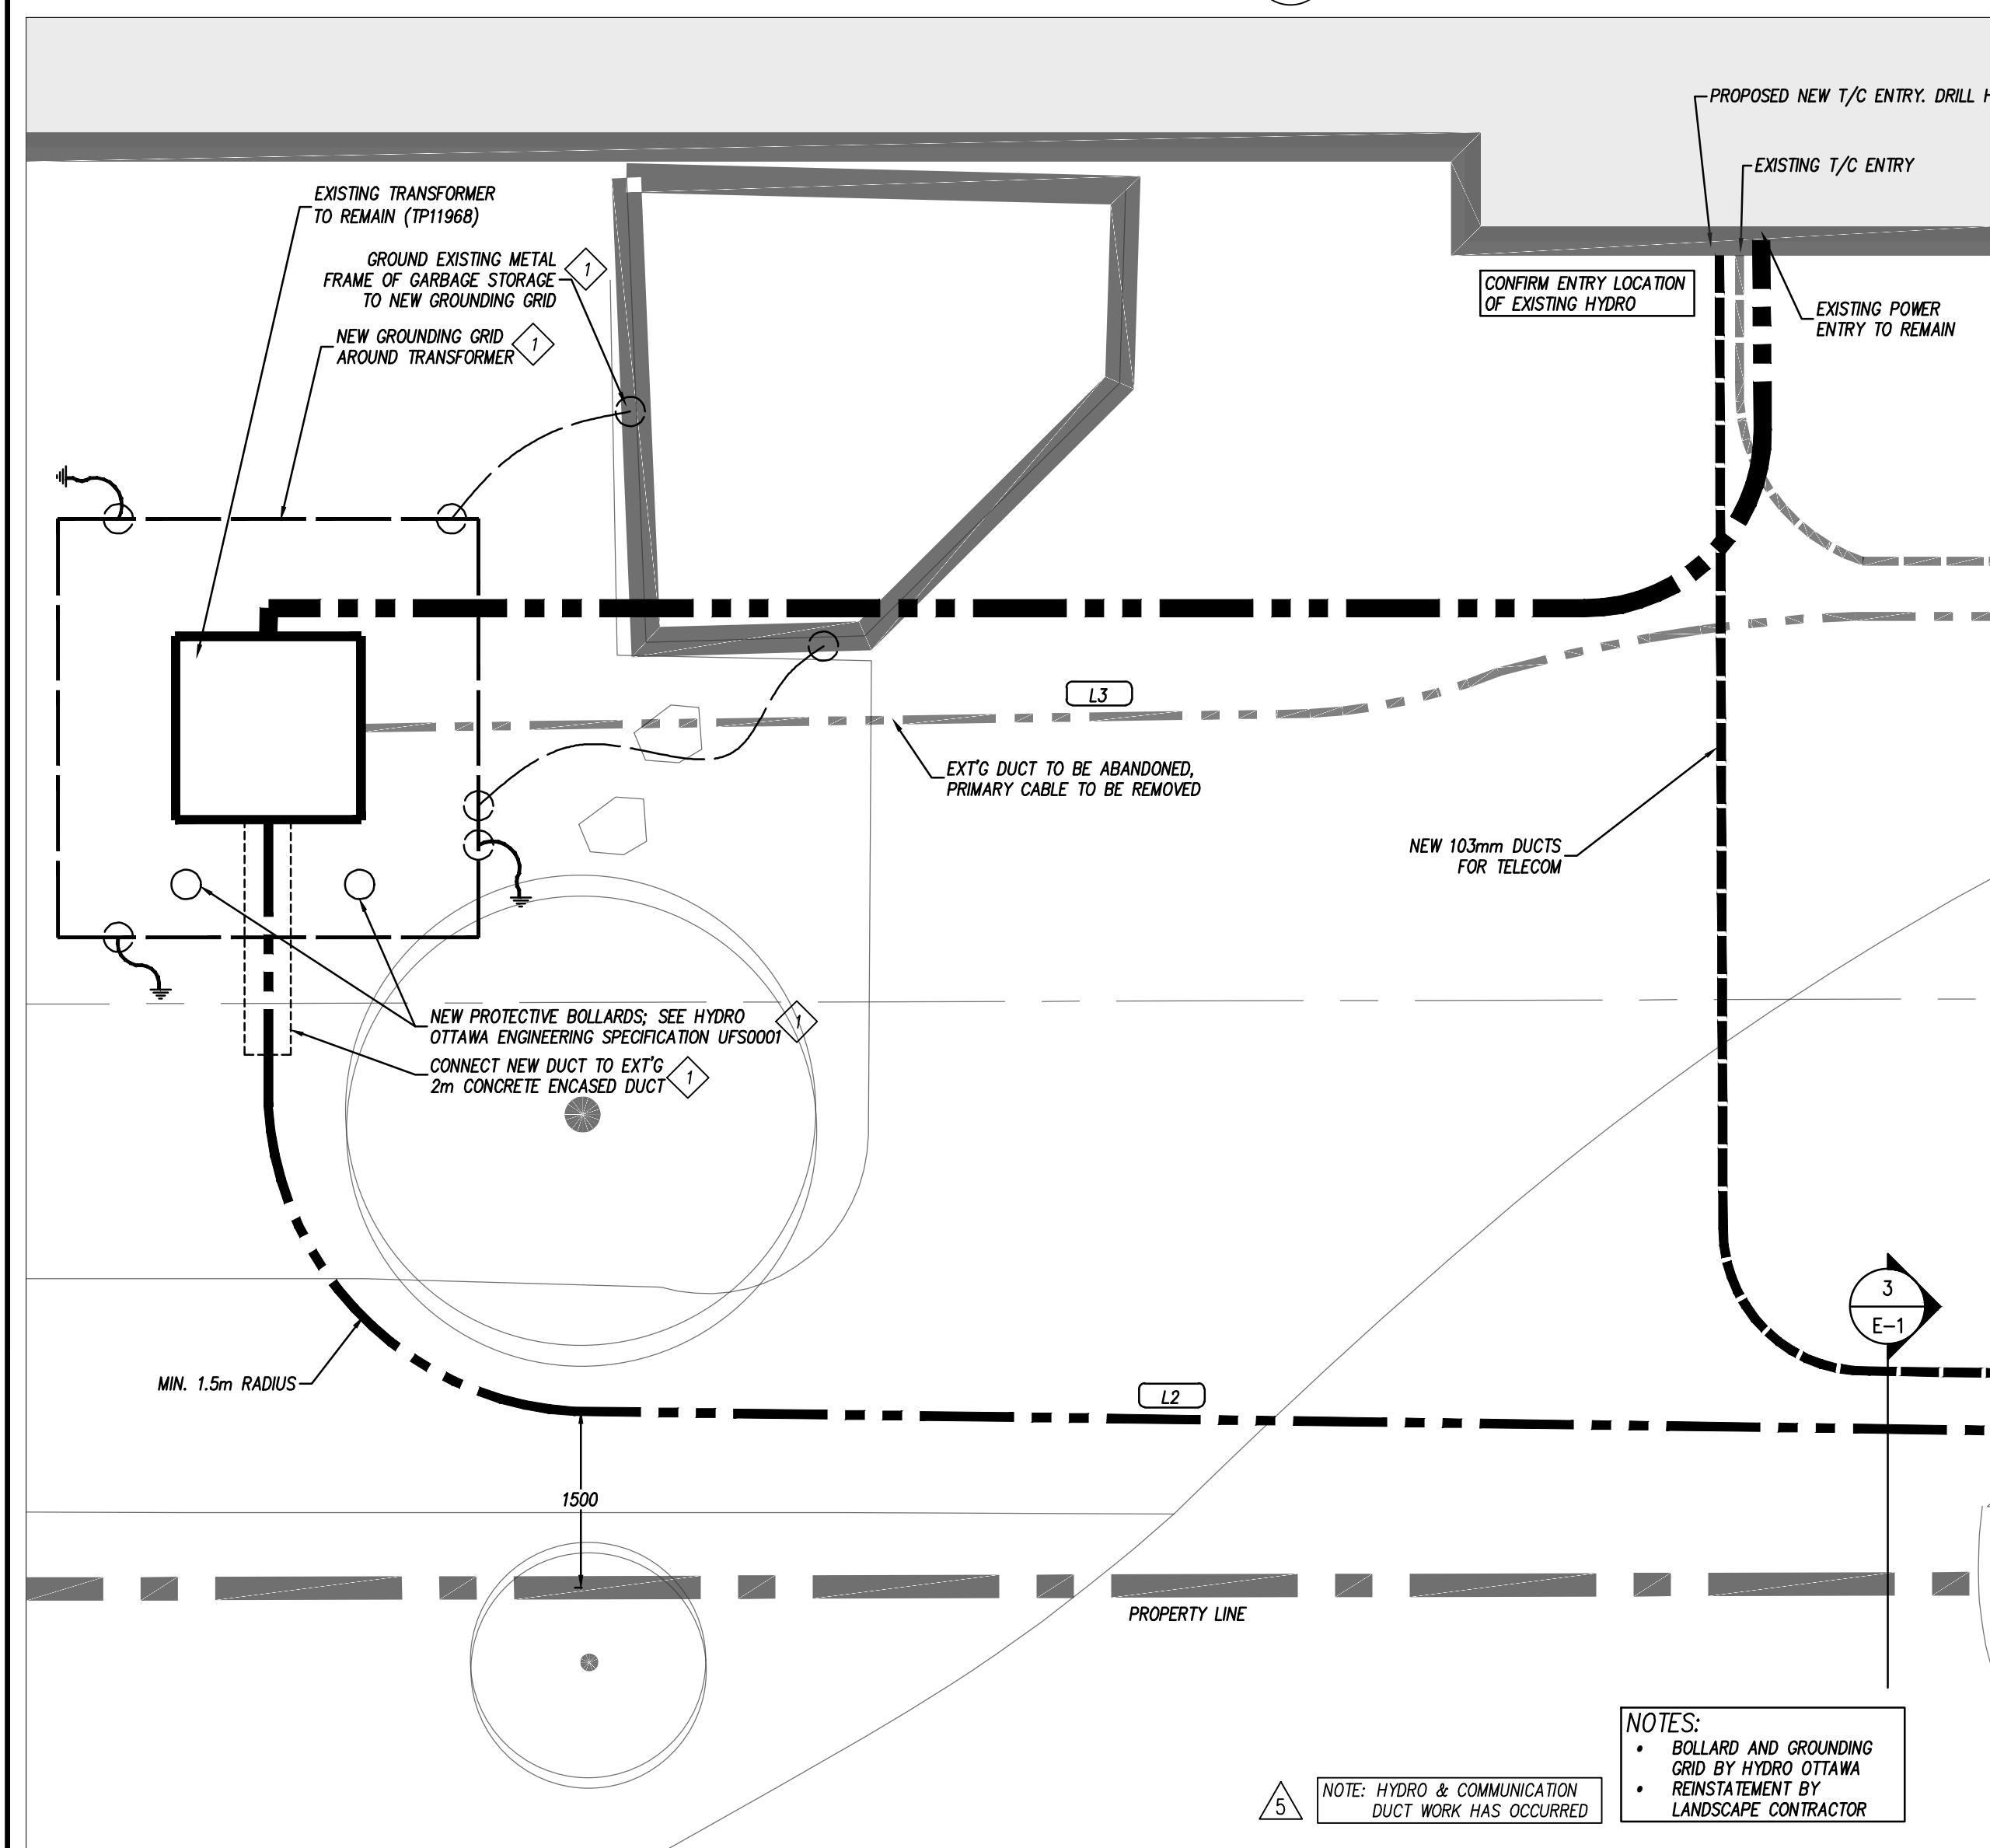 PROPOSED NEW T/C ENTRY. DRILL H
EXISTING T/C ENTRY
EXISTING TRANSFORMER
TO REMAIN (TP11968)
GROUND EXISTING METAL
FRAME OF GARBAGE STORAGE
TO NEW GROUNDING GRID
1
NEW GROUNDING GRID
AROUND TRANSFORMER
1
CONFIRM ENTRY LOCATION
OF EXISTING HYDRO
EXISTING POWER
ENTRY TO REMAIN
L3
EXT'G DUCT TO BE ABANDONED,
PRIMARY CABLE TO BE REMOVED
NEW 103mm DUCTS
FOR TELECOM
NEW PROTECTIVE BOLLARDS; SEE HYDRO
OTTAWA ENGINEERING SPECIFICATION UFS0001
1
CONNECT NEW DUCT TO EXT'G
2m CONCRETE ENCASED DUCT
1
3
E-1
MIN. 1.5m RADIUS
L2
1500
PROPERTY LINE
NOTES:
• BOLLARD AND GROUNDING
GRID BY HYDRO OTTAWA
• REINSTATEMENT BY
LANDSCAPE CONTRACTOR
5
NOTE: HYDRO & COMMUNICATION
DUCT WORK HAS OCCURRED